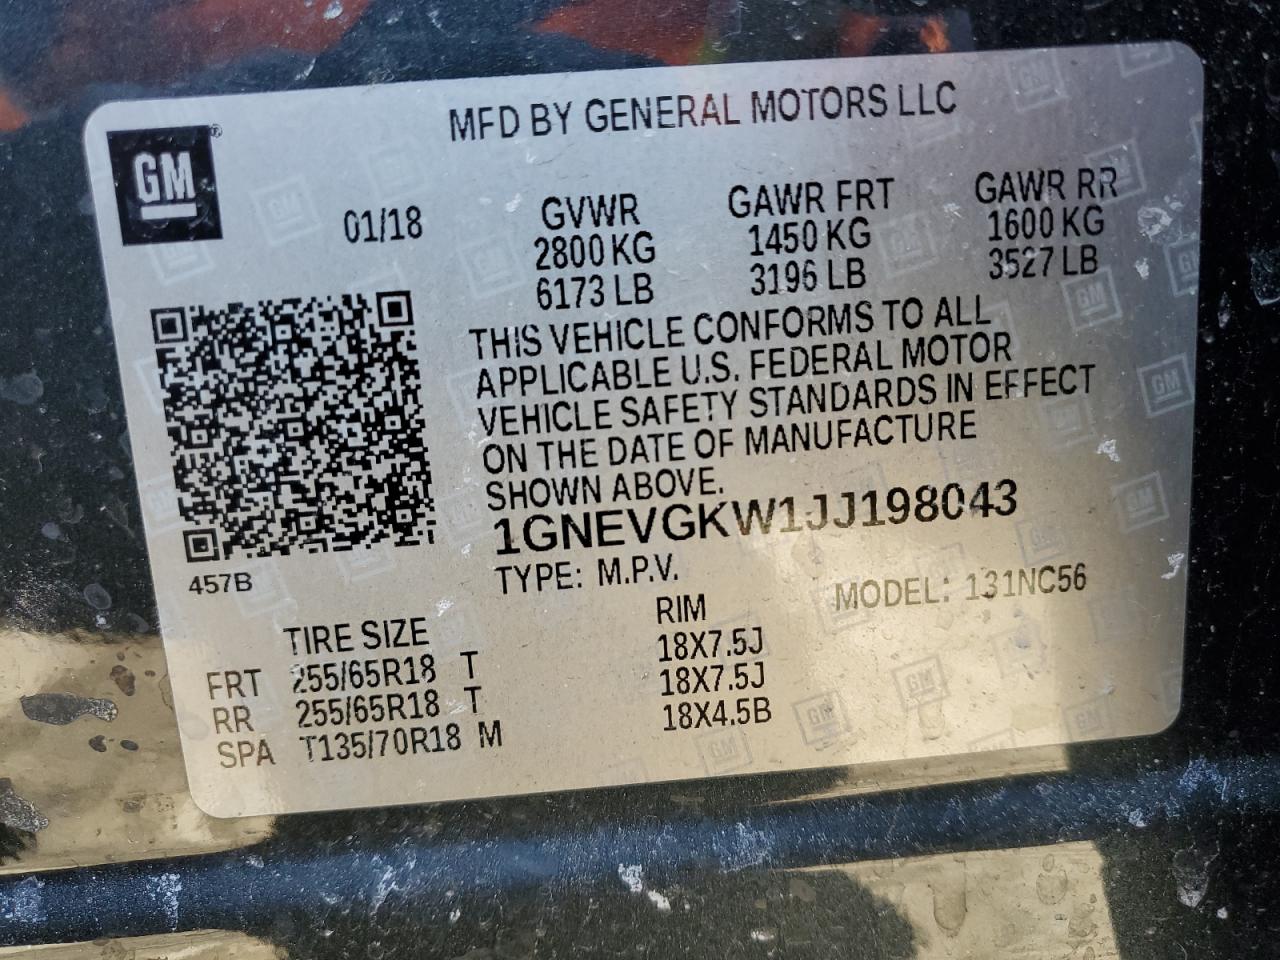 MFD BY GENERAL MOTORS LLC
GM
01/18
GVWR GAWR FRT GAWR RR
2800 KG 1450 KG 1600 KG
6173 LB 3196 LB 3527 LB
THIS VEHICLE CONFORMS TO ALL
APPLICABLE U.S. FEDERAL MOTOR
VEHICLE SAFETY STANDARDS IN EFFECT
ON THE DATE OF MANUFACTURE
SHOWN ABOVE.
1GNEVGKW1JJ198043
457B
TYPE: M.P.V. MODEL: 131NC56
TIRE SIZE RIM
FRT 255/65R18 T 18X7.5J
RR 255/65R18 T 18X7.5J
SPA T135/70R18 M 18X4.5B